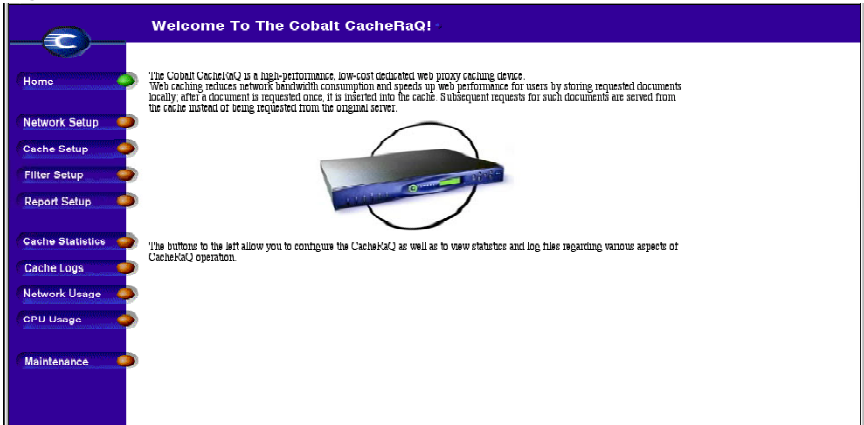 Welcome To The Cobalt CacheRaQ!
Home
Network Setup
Cache Setup
Filter Setup
Report Setup
Cache Statistics
Cache Logs
Network Usage
CPU Usage
Maintenance
The Cobalt CacheRaQ is a high-performance, low-cost dedicated web proxy caching device.
Web caching reduces network bandwidth consumption and speeds up web performance for users by storing requested documents
locally; after a document is requested once, it is inserted into the cache. Subsequent requests for such documents are served from
the cache instead of being requested from the original server.
The buttons to the left allow you to configure the CacheRaQ as well as to view statistics and log files regarding various aspects of
CacheRaQ operation.